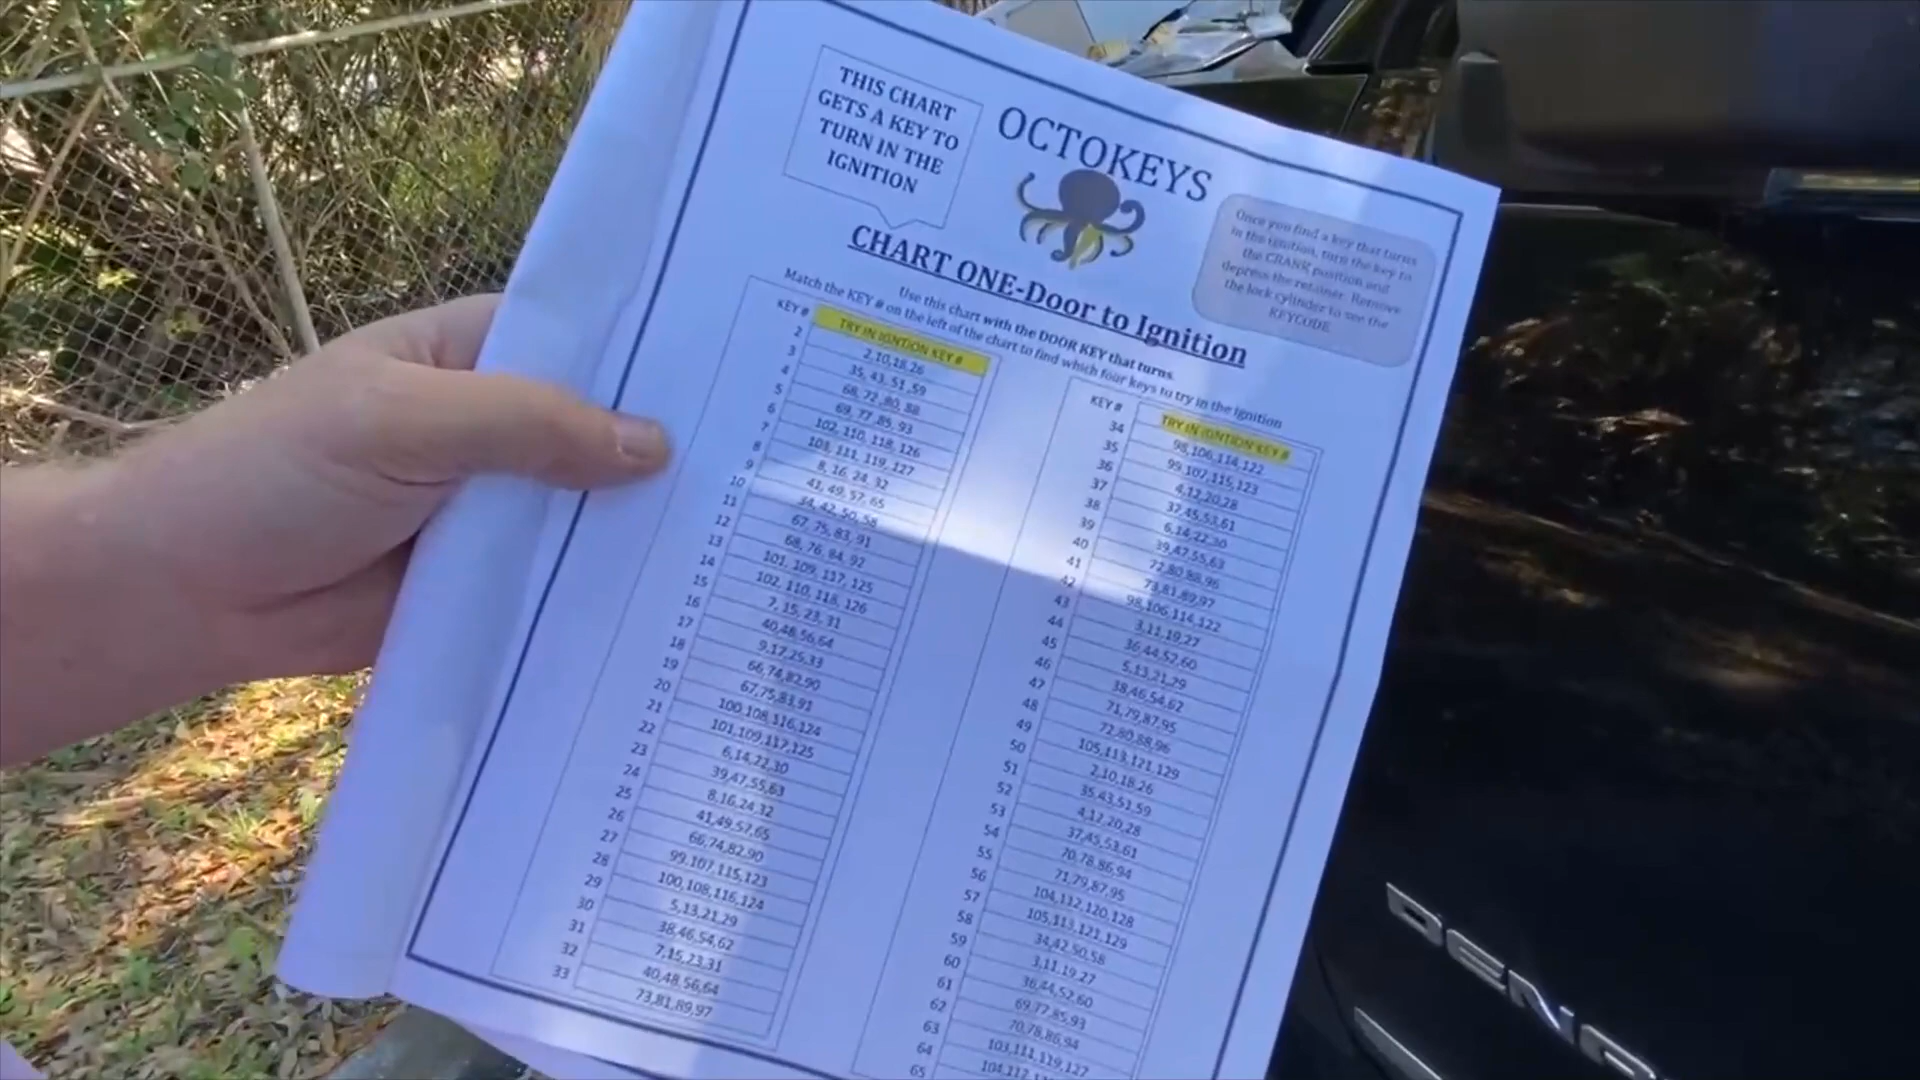 THIS CHART
GETS A KEY TO
TURN IN THE
IGNITION
OCTOKEYS
Once you find a key that turns
in the ignition, turn the key to
the CRANK position and
depress the retainer. Remove
the lock cylinder to see the
KEYCODE
CHART ONE-Door to Ignition
Use this chart with the DOOR KEY that turns.
Match the KEY # on the left of the chart to find which four keys to try in the ignition
KEY # TRY IN IGNTION KEY #
2 2,10,18,26
3 35, 43, 51, 59
4 68, 72, 80, 88
5 69, 77, 85, 93
6 102, 110, 118, 126
7 103, 111, 119, 127
8 8, 16, 24, 32
9 41, 49, 57, 65
10 34, 42, 50, 58
11 67, 75, 83, 91
12 68, 76, 84, 92
13 101, 109, 117, 125
14 102, 110, 118, 126
15 7, 15, 23, 31
16 40,48,56,64
17 9,17,25,33
18 66,74,82,90
19 67,75,83,91
20 100,108,116,124
21 101,109,117,125
22 6,14,22,30
23 39,47,55,63
24 8,16,24,32
25 41,49,57,65
26 66,74,82,90
27 99,107,115,123
28 100,108,116,124
29 5,13,21,29
30 38,46,54,62
31 7,15,23,31
32 40,48,56,64
33 73,81,89,97
KEY # TRY IN IGNTION KEY #
34 98,106,114,122
35 99,107,115,123
36 4,12,20,28
37 37,45,53,61
38 6,14,22,30
39 39,47,55,63
40 72,80,88,96
41 73,81,89,97
42 98,106,114,122
43 3,11,19,27
44 36,44,52,60
45 5,13,21,29
46 38,46,54,62
47 71,79,87,95
48 72,80,88,96
49 105,113,121,129
50 2,10,18,26
51 35,43,51,59
52 4,12,20,28
53 37,45,53,61
54 70,78,86,94
55 71,79,87,95
56 104,112,120,128
57 105,113,121,129
58 34,42,50,58
59 3,11,19,27
60 36,44,52,60
61 69,77,85,93
62 70,78,86,94
63 103,111,119,127
64 104,112,
65